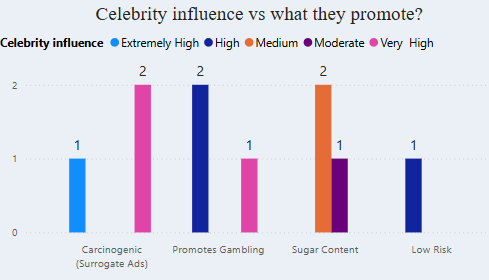 Celebrity influence vs what they promote?
Celebrity influence Extremely High High Medium Moderate Very High
2 2 2
2
1 1 1 1
1
0
Carcinogenic Promotes Gambling Sugar Content Low Risk
(Surrogate Ads)